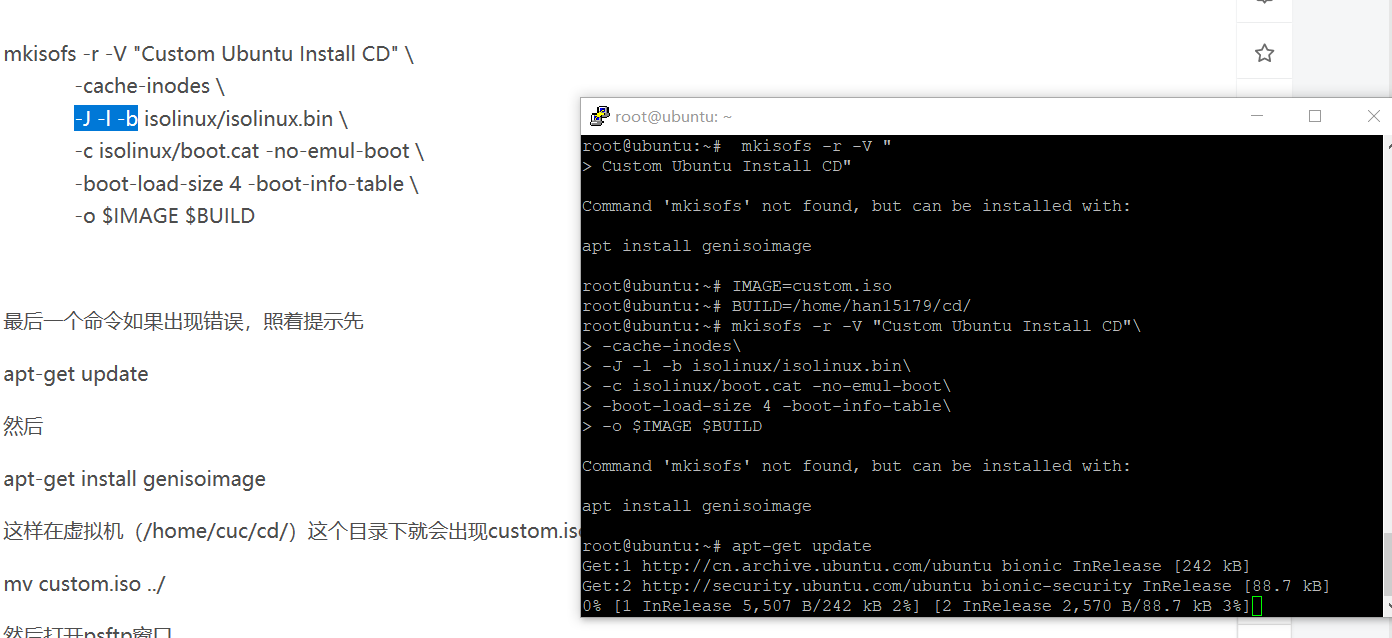 mkisofs -r -V "Custom Ubuntu Install CD" \
-cache-inodes \
-J -l -b isolinux/isolinux.bin \
-c isolinux/boot.cat -no-emul-boot \
-boot-load-size 4 -boot-info-table \
-o $IMAGE $BUILD
最后一个命令如果出现错误，照着提示先
apt-get update
然后
apt-get install genisoimage
这样在虚拟机（/home/cuc/cd/）这个目录下就会出现custom.iso
mv custom.iso ../
然后打开psftp窗口
root@ubuntu: ~
root@ubuntu:~#  mkisofs -r -V "
> Custom Ubuntu Install CD"
Command 'mkisofs' not found, but can be installed with:
apt install genisoimage
root@ubuntu:~# IMAGE=custom.iso
root@ubuntu:~# BUILD=/home/han15179/cd/
root@ubuntu:~# mkisofs -r -V "Custom Ubuntu Install CD"\
> -cache-inodes\
> -J -l -b isolinux/isolinux.bin\
> -c isolinux/boot.cat -no-emul-boot\
> -boot-load-size 4 -boot-info-table\
> -o $IMAGE $BUILD
Command 'mkisofs' not found, but can be installed with:
apt install genisoimage
root@ubuntu:~# apt-get update
Get:1 http://cn.archive.ubuntu.com/ubuntu bionic InRelease [242 kB]
Get:2 http://security.ubuntu.com/ubuntu bionic-security InRelease [88.7 kB]
0% [1 InRelease 5,507 B/242 kB 2%] [2 InRelease 2,570 B/88.7 kB 3%]